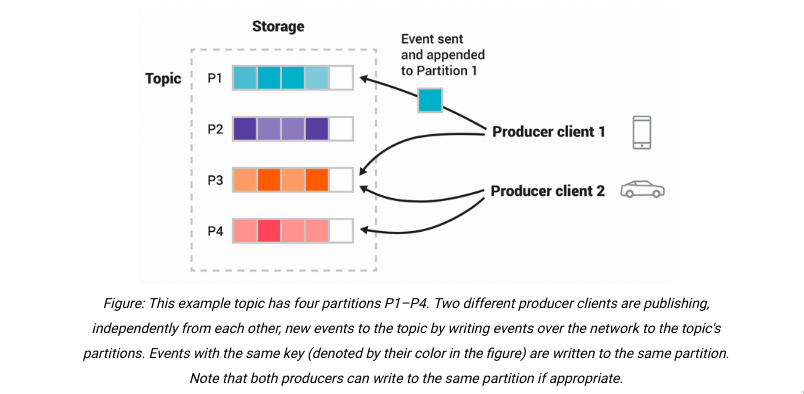 Storage
Event sent
and appended
to Partition 1
Topic
P1
P2
Producer client 1
P3
Producer client 2
P4
Figure: This example topic has four partitions P1–P4. Two different producer clients are publishing,
independently from each other, new events to the topic by writing events over the network to the topic's
partitions. Events with the same key (denoted by their color in the figure) are written to the same partition.
Note that both producers can write to the same partition if appropriate.